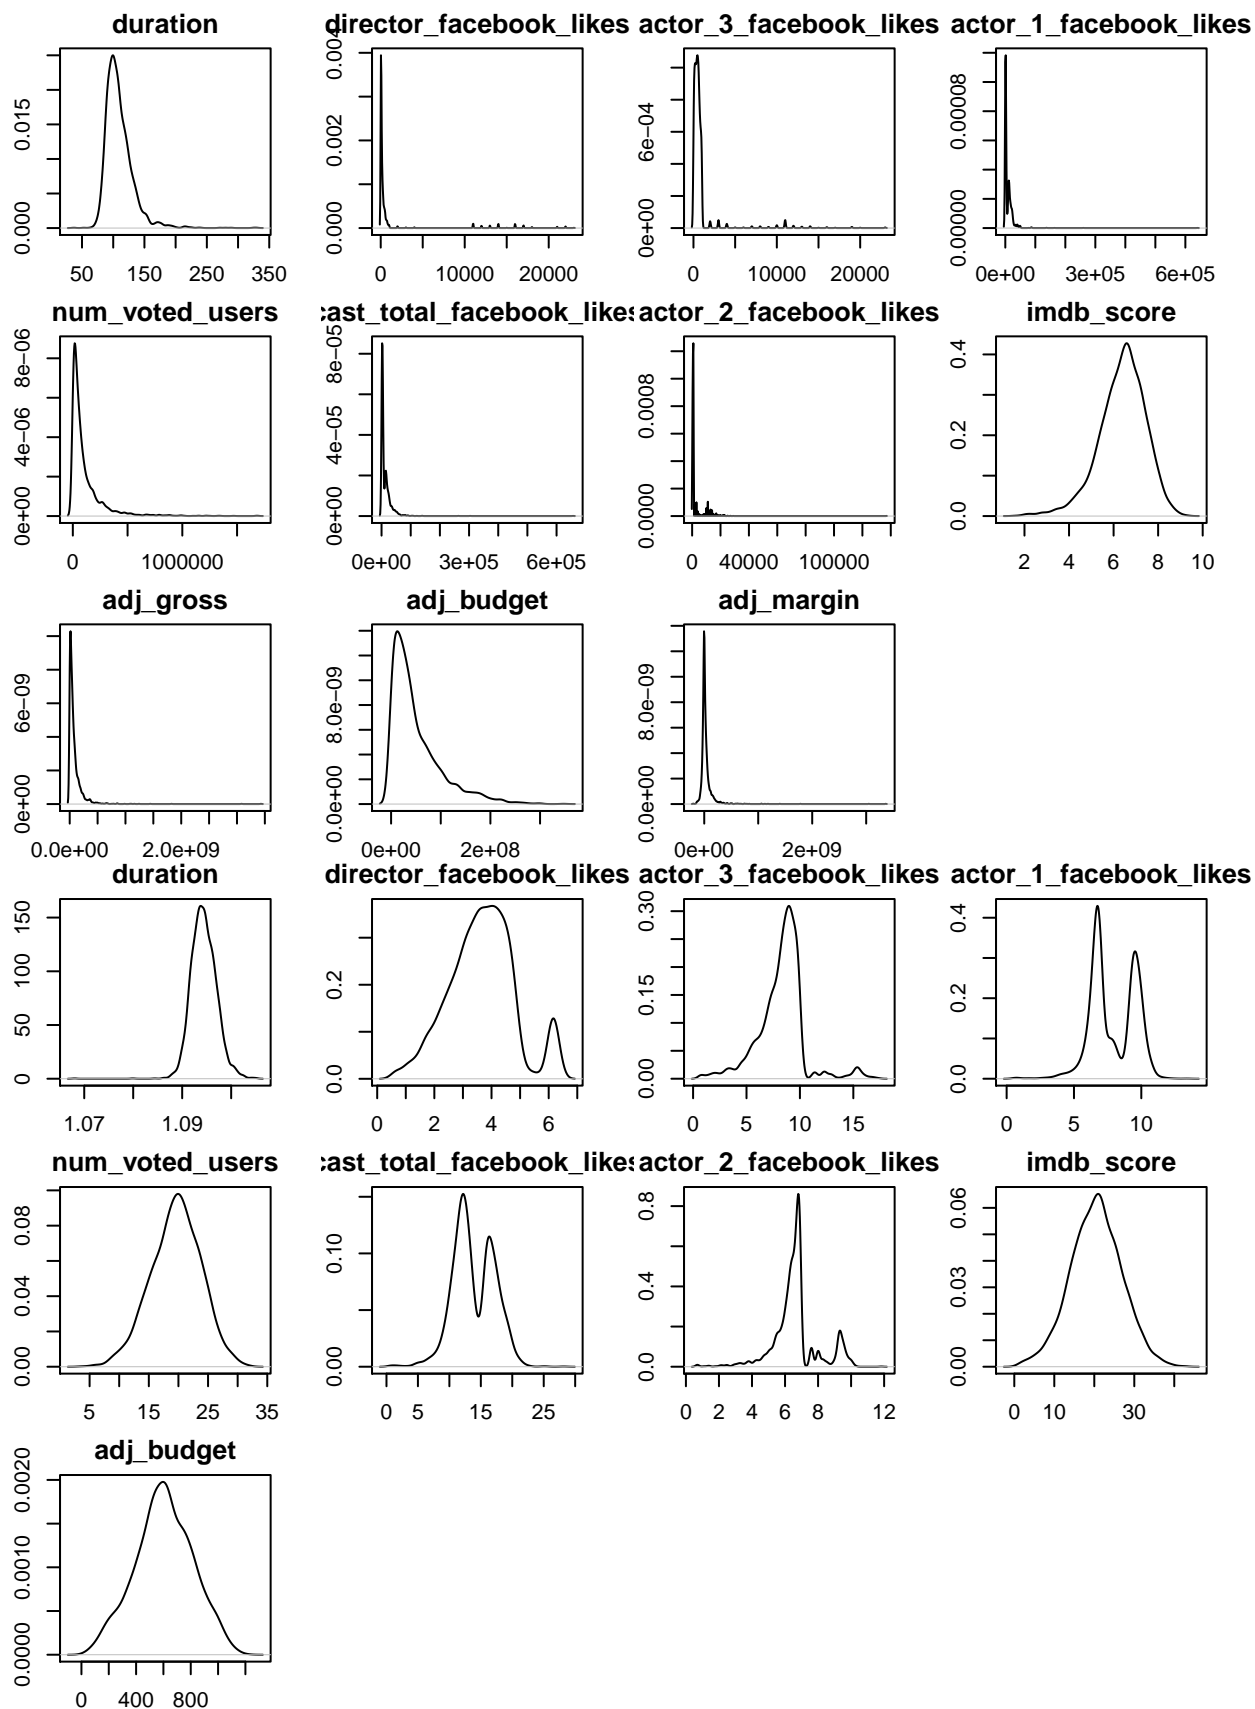 duration director_facebook_likes actor_3_facebook_likes actor_1_facebook_likes
0.000 0.015
50 150 250 350
0.000 0.002 0.004
0 10000 20000
0e+00 6e−04
0 10000 20000
0.00000 0.00008
0e+00 3e+05 6e+05
num_voted_users cast_total_facebook_likes actor_2_facebook_likes imdb_score
0e+00 4e−06 8e−06
0 1000000
0e+00 4e−05 8e−05
0e+00 3e+05 6e+05
0.0000 0.0008
0 40000 100000
0.0 0.2 0.4
2 4 6 8 10
adj_gross adj_budget adj_margin
0e+00 6e−09
0.0e+00 2.0e+09
0.0e+00 8.0e−09
0e+00 2e+08
0.0e+00 8.0e−09
0e+00 2e+09
duration director_facebook_likes actor_3_facebook_likes actor_1_facebook_likes
0 50 100 150
1.07 1.09
0.0 0.2
0 2 4 6
0.00 0.15 0.30
0 5 10 15
0.0 0.2 0.4
0 5 10
num_voted_users cast_total_facebook_likes actor_2_facebook_likes imdb_score
0.00 0.04 0.08
5 15 25 35
0.00 0.10
0 5 15 25
0.0 0.4 0.8
0 2 4 6 8 12
0.00 0.03 0.06
0 10 30
adj_budget
0.0000 0.0010 0.0020
0 400 800